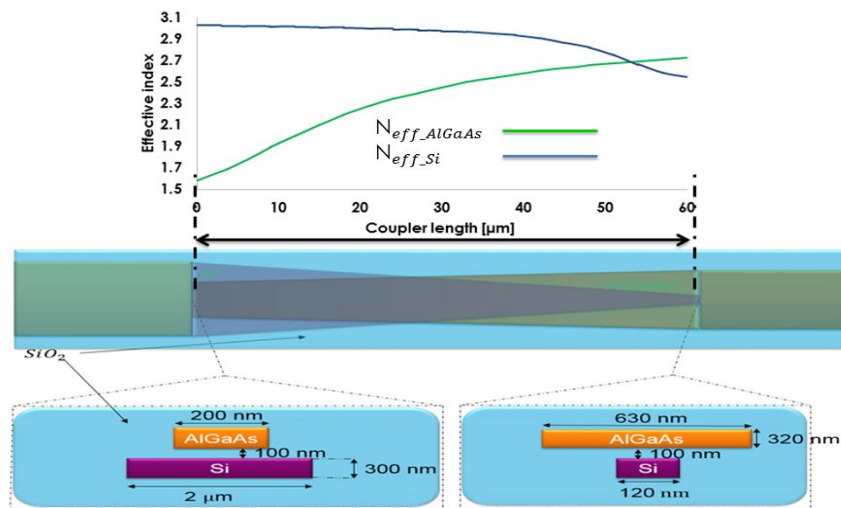 3.1
2.9
2.7
2.5
2.3
2.1
1.9
1.7
1.5
Effective index
N_eff_AlGaAs
N_eff_Si
0 10 20 30 40 50 60
Coupler length [µm]
AlGaAs
SiO₂
200 nm
AlGaAs
100 nm
Si
300 nm
2 µm
630 nm
AlGaAs
320 nm
100 nm
Si
120 nm